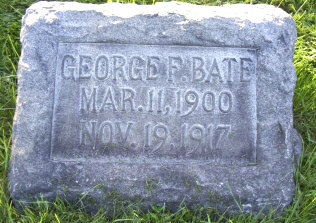 GEORGE F. BATE
MAR. 11, 1900
NOV. 19. 1917